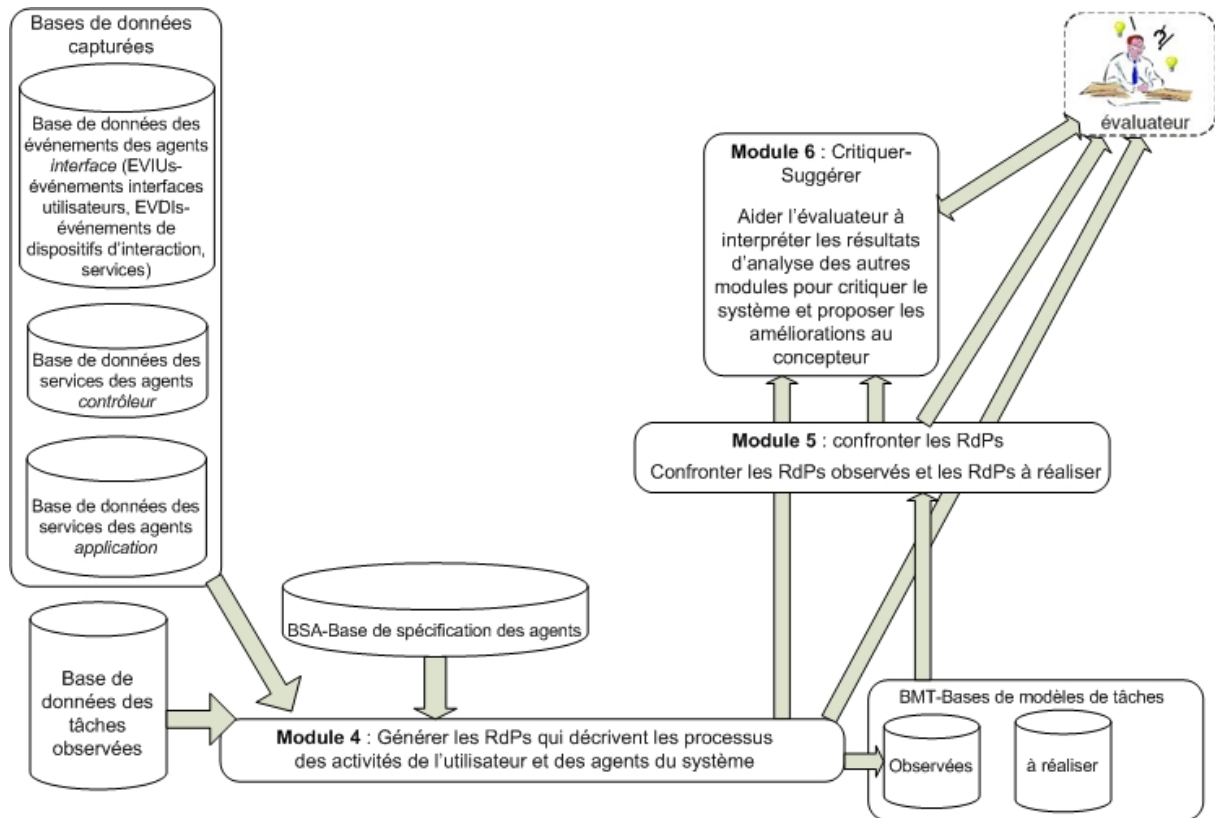 Bases de données
capturées
Base de données des
événements des agents
interface (EVIUs-
événements interfaces
utilisateurs, EVDIs-
événements de
dispositifs d'interaction,
services)
Base de données des
services des agents
contrôleur
Base de données des
services des agents
application
Base de
données des
tâches
observées
BSA-Base de spécification des agents
Module 4 : Générer les RdPs qui décrivent les processus
des activités de l'utilisateur et des agents du système
évaluateur
Module 6 : Critiquer-
Suggérer
Aider l'évaluateur à
interpréter les résultats
d'analyse des autres
modules pour critiquer le
système et proposer les
améliorations au
concepteur
Module 5 : confronter les RdPs
Confronter les RdPs observés et les RdPs à réaliser
BMT-Bases de modèles de tâches
Observées
à réaliser